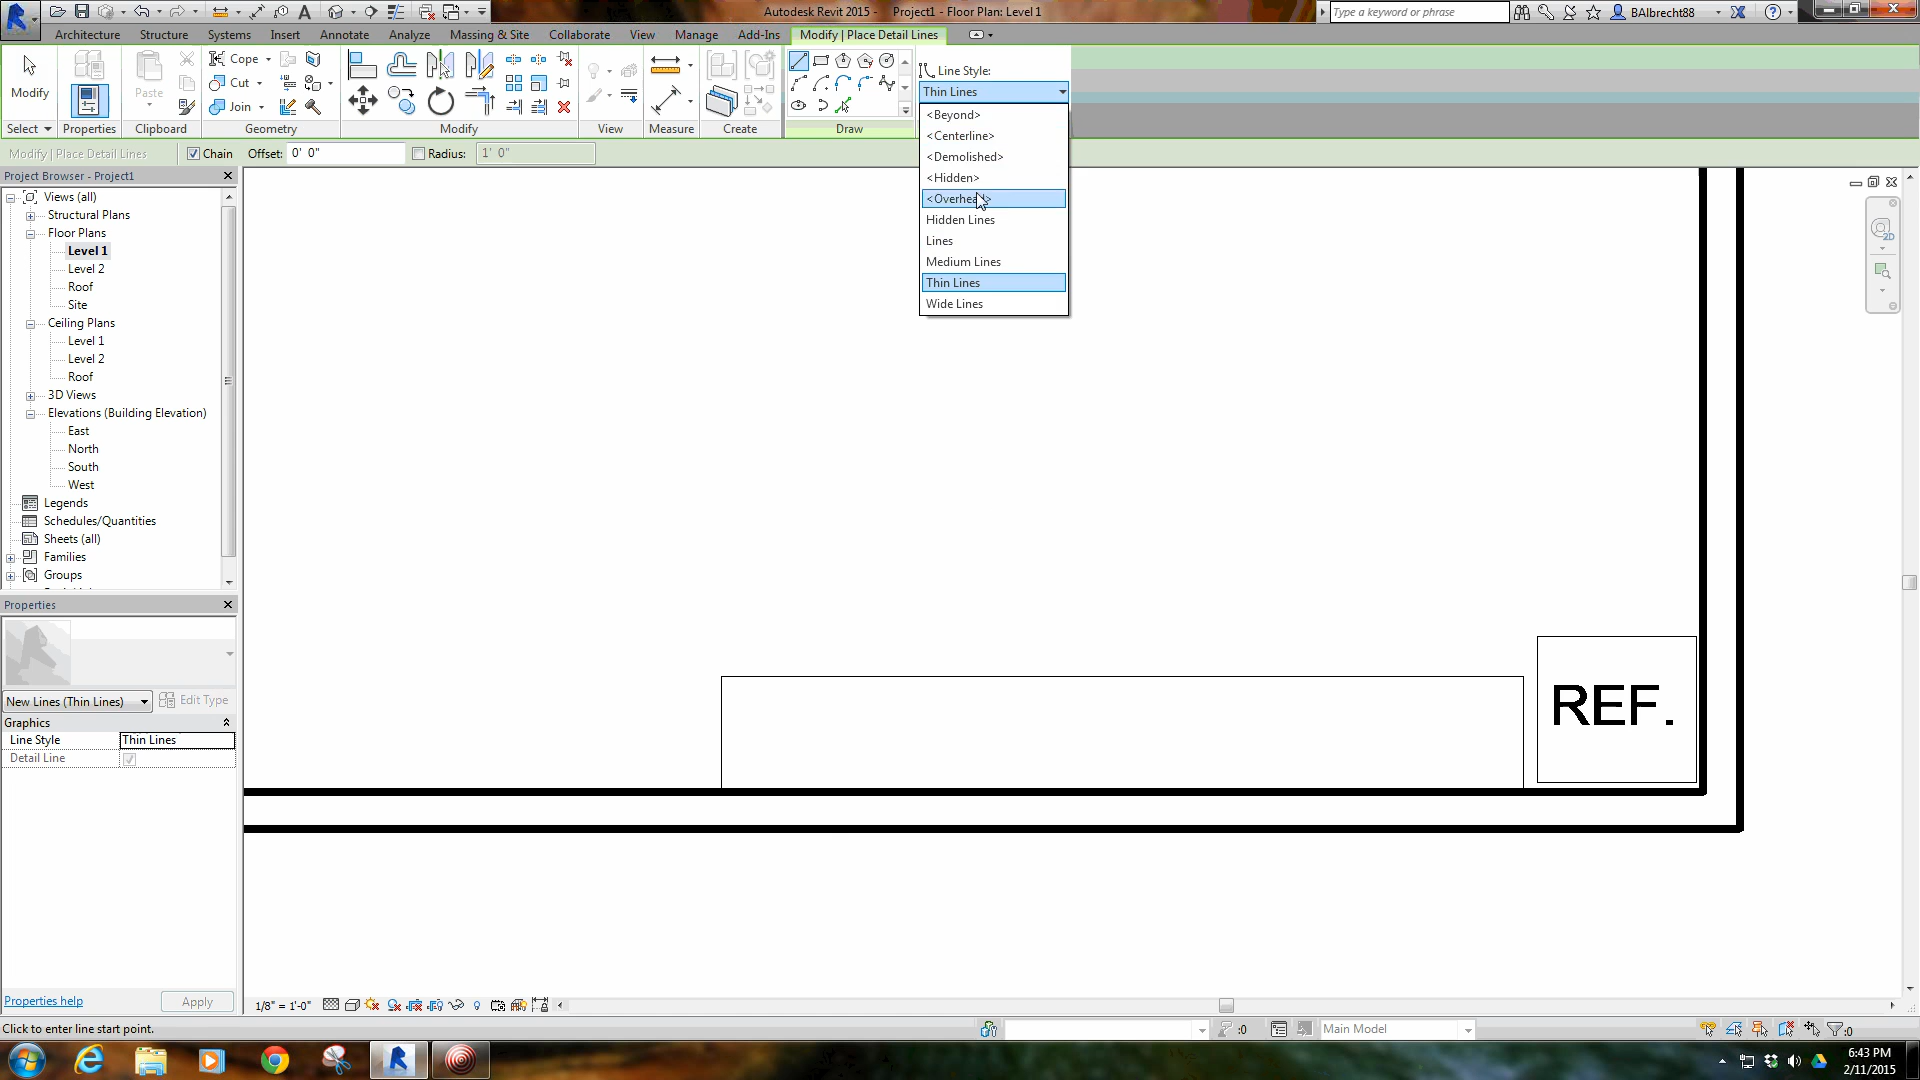 Autodesk Revit 2015 - Project1 - Floor Plan: Level 1
Type a keyword or phrase
BAlbrecht88
Architecture Structure Systems Insert Annotate Analyze Massing & Site Collaborate View Manage Add-Ins Modify | Place Detail Lines
Modify
Paste
Cope
Cut
Join
Line Style:
Thin Lines
Select Properties Clipboard Geometry Modify View Measure Create Draw
<Beyond>
<Centerline>
<Demolished>
<Hidden>
Hidden Lines
Lines
Medium Lines
Thin Lines
Wide Lines
Modify | Place Detail Lines Chain Offset: 0' 0" Radius: 1' 0"
Project Browser - Project1
Views (all)
Structural Plans
Floor Plans
Level 1
Level 2
Roof
Site
Ceiling Plans
Level 1
Level 2
Roof
3D Views
Elevations (Building Elevation)
East
North
South
West
Legends
Schedules/Quantities
Sheets (all)
Families
Groups
Properties
New Lines (Thin Lines) Edit Type
Graphics
Line Style Thin Lines
Detail Line
Properties help Apply
2D
REF.
1/8" = 1'-0"
Click to enter line start point.
:0
Main Model
:0
6:43 PM
2/11/2015